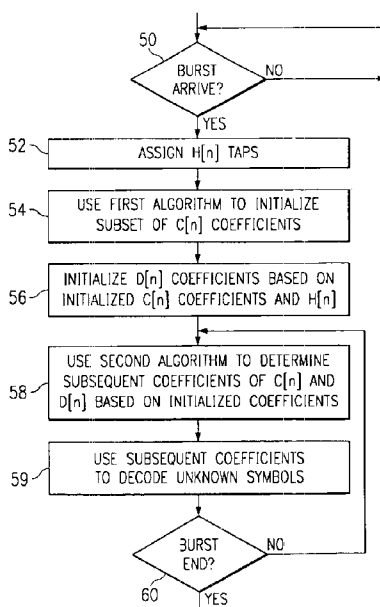 50
BURST
ARRIVE?
NO
YES
52
ASSIGN H[n] TAPS
54
USE FIRST ALGORITHM TO INITIALIZE
SUBSET OF C[n] COEFFICIENTS
56
INITIALIZE D[n] COEFFICIENTS BASED ON
INITIALIZED C[n] COEFFICIENTS AND H[n]
58
USE SECOND ALGORITHM TO DETERMINE
SUBSEQUENT COEFFICIENTS OF C[n] AND
D[n] BASED ON INITIALIZED COEFFICIENTS
59
USE SUBSEQUENT COEFFICIENTS
TO DECODE UNKNOWN SYMBOLS
BURST
END?
NO
60
YES